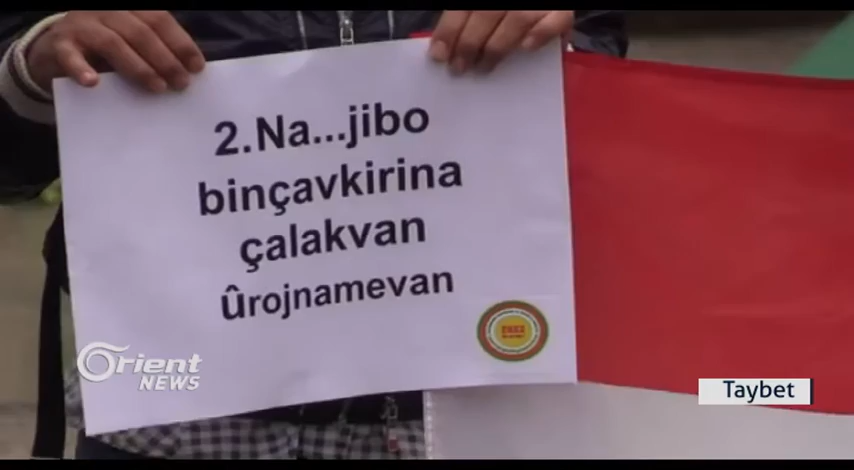 2.Na...jibo
binçavkirina
çalakvan
ûrojnamevan
Orient
NEWS
Taybet